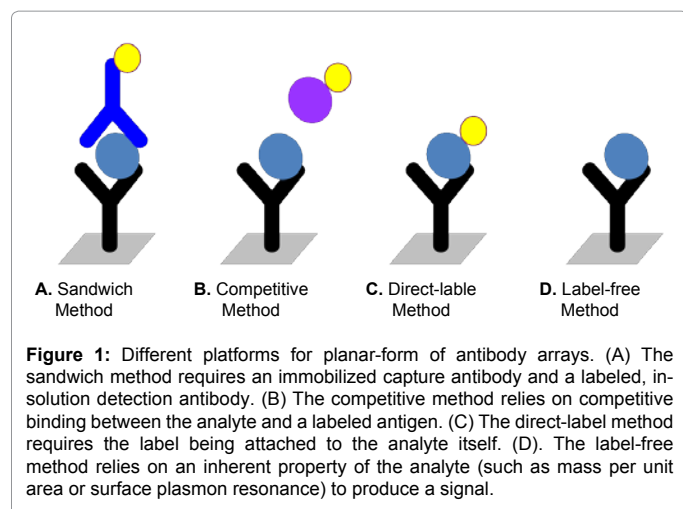 A. Sandwich Method
B. Competitive Method
C. Direct-lable Method
D. Label-free Method
Figure 1: Different platforms for planar-form of antibody arrays. (A) The
sandwich method requires an immobilized capture antibody and a labeled, in-
solution detection antibody. (B) The competitive method relies on competitive
binding between the analyte and a labeled antigen. (C) The direct-label method
requires the label being attached to the analyte itself. (D). The label-free
method relies on an inherent property of the analyte (such as mass per unit
area or surface plasmon resonance) to produce a signal.